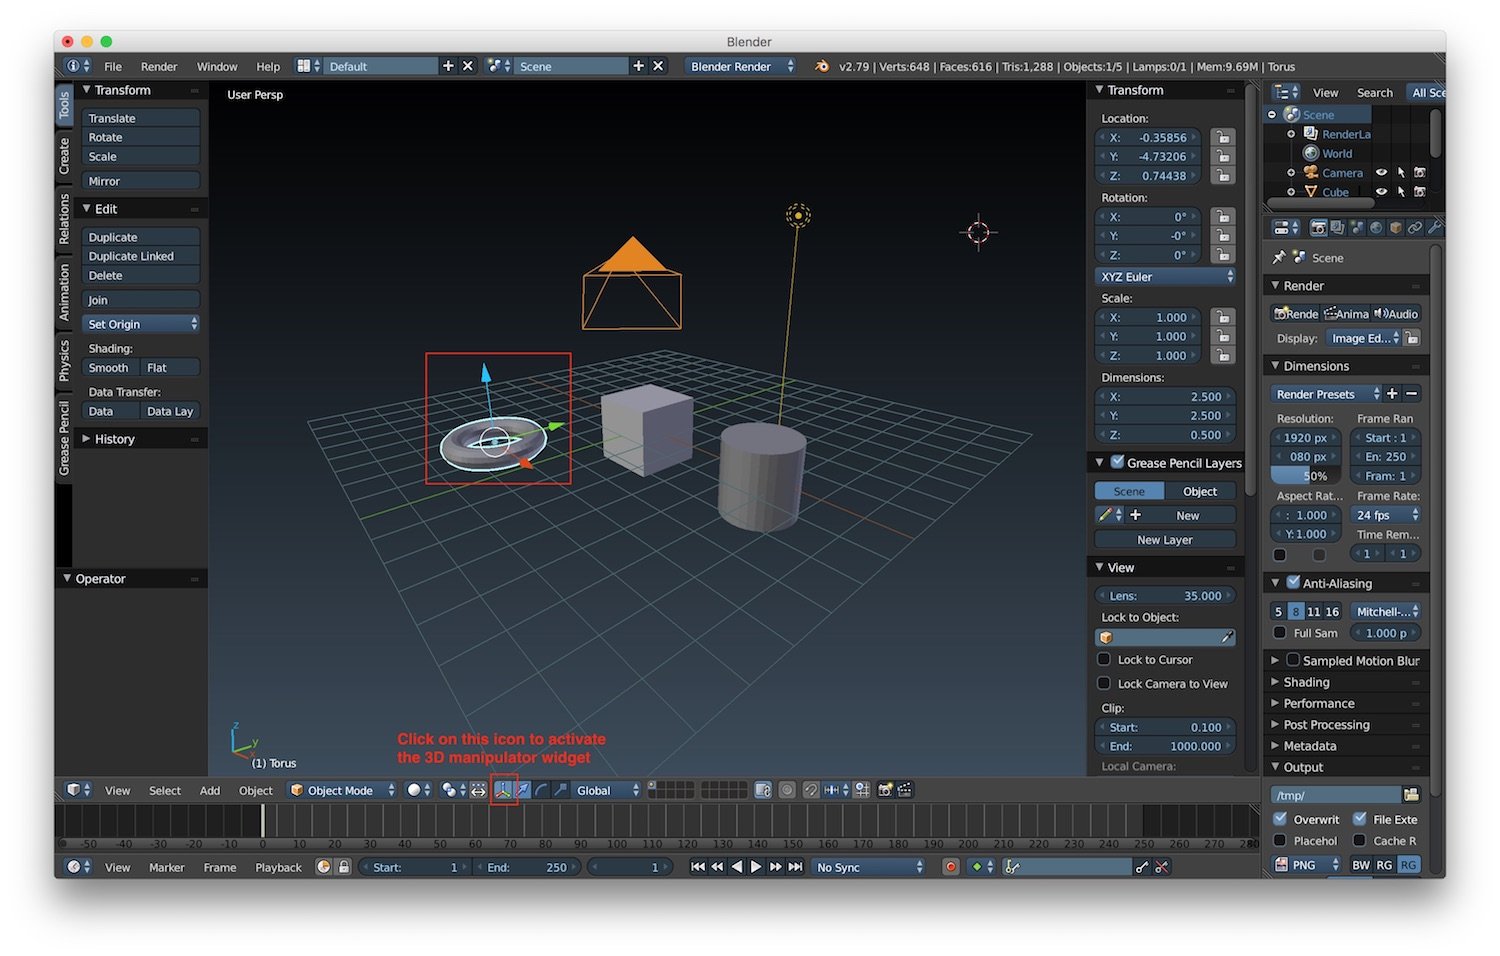 Blender
File Render Window Help Default Scene Blender Render v2.79 | Verts:648 | Faces:616 | Tris:1,288 | Objects:1/5 | Lamps:0/1 | Mem:9.69M | Torus
Tools
Create
Relations
Animation
Physics
Grease Pencil
Transform
Translate
Rotate
Scale
Mirror
Edit
Duplicate
Duplicate Linked
Delete
Join
Set Origin
Shading:
Smooth Flat
Data Transfer:
Data Data Lay
History
Operator
User Persp
Click on this icon to activate
the 3D manipulator widget
z
y
x
(1) Torus
Transform
Location:
X: -0.35856
Y: -4.73206
Z: 0.74438
Rotation:
X: 0°
Y: -0°
Z: 0°
XYZ Euler
Scale:
X: 1.000
Y: 1.000
Z: 1.000
Dimensions:
X: 2.500
Y: 2.500
Z: 0.500
Grease Pencil Layers
Scene Object
New
New Layer
View
Lens: 35.000
Lock to Object:
Lock to Cursor
Lock Camera to View
Clip:
Start: 0.100
End: 1000.000
Local Camera:
View Search All Sce
Scene
RenderLa
World
Camera
Cube
Scene
Render
Rende Anima Audio
Display: Image Ed...
Dimensions
Render Presets
Resolution: Frame Ran
1920 px Start : 1
080 px En: 250
50% Fram: 1
Aspect Rat... Frame Rate:
: 1.000 24 fps
Y: 1.000 Time Rem...
1 1
Anti-Aliasing
5 8 11 16 Mitchell-...
Full Sam 1.000 p
Sampled Motion Blur
Shading
Performance
Post Processing
Metadata
Output
/tmp/
Overwrit File Exte
Placehol Cache R
PNG BW RG RG
View Select Add Object Object Mode Global
-50 -40 -30 -20 -10 0 10 20 30 40 50 60 70 80 90 100 110 120 130 140 150 160 170 180 190 200 210 220 230 240 250 260 270 280
View Marker Frame Playback Start: 1 End: 250 1 No Sync